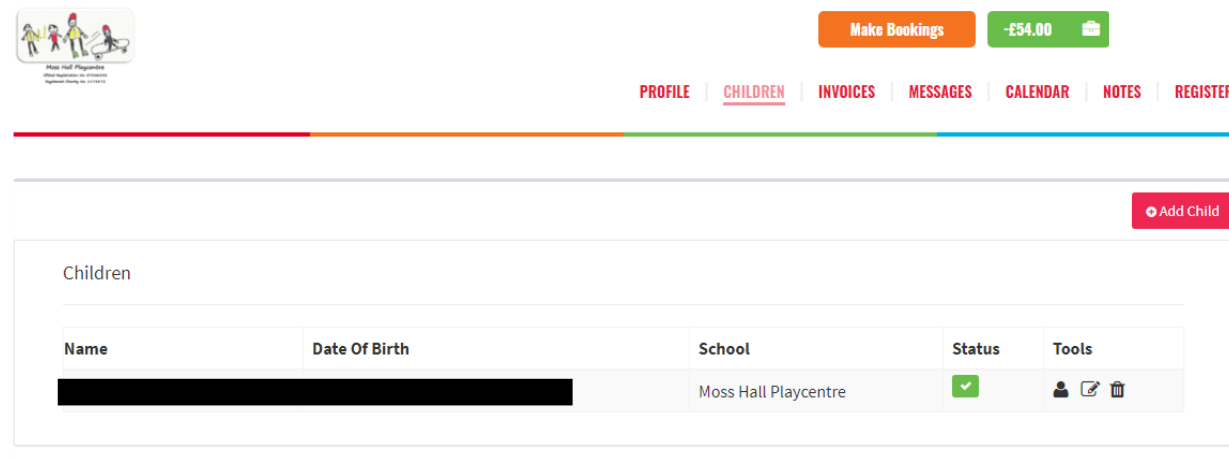 Make Bookings
-£54.00
Moss Hall Playcentre
PROFILE CHILDREN INVOICES MESSAGES CALENDAR NOTES REGISTER
Add Child
Children
Name Date Of Birth School Status Tools
Moss Hall Playcentre